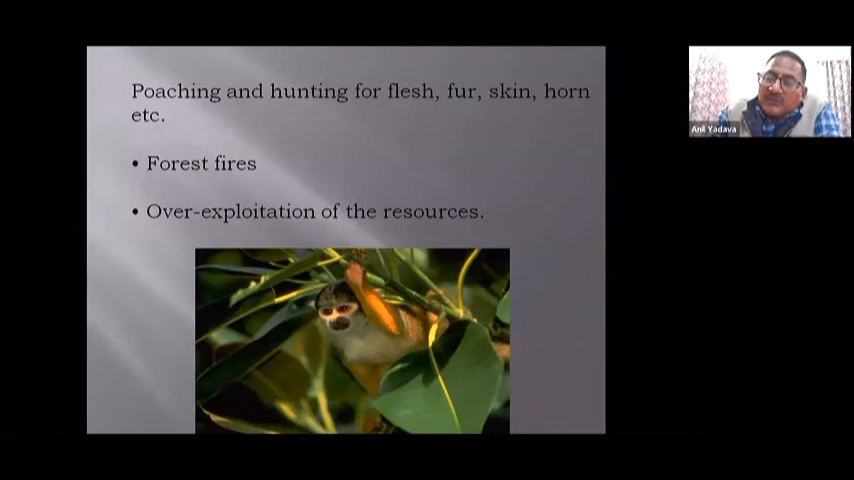 Poaching and hunting for flesh, fur, skin, horn
etc.
• Forest fires
• Over-exploitation of the resources.
Anil Yadava